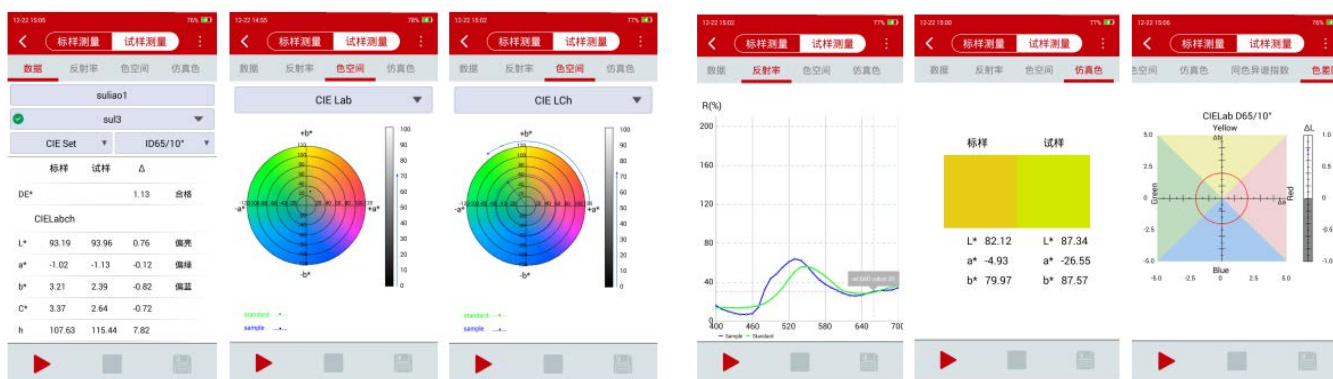 12-22 15:05 76%
标样测量 试样测量
数据 反射率 色空间 仿真色
suliao1
sul3
CIE Set ID65/10°
标样 试样 Δ
DE* 1.13 合格
CIELabch
L* 93.19 93.96 0.76 偏亮
a* -1.02 -1.13 -0.12 偏绿
b* 3.21 2.39 -0.82 偏蓝
C* 3.37 2.64 -0.72
h 107.63 115.44 7.82
12-22 14:55 78%
标样测量 试样测量
数据 反射率 色空间 仿真色
CIE Lab
+b*
-a* +a*
-b*
100
90
80
70
60
50
40
30
20
10
0
standard
sample
12-22 15:02 77%
标样测量 试样测量
数据 反射率 色空间 仿真色
CIE LCh
+b*
-a* +a*
-b*
100
90
80
70
60
50
40
30
20
10
0
standard
sample
12-22 15:02 77%
标样测量 试样测量
数据 反射率 色空间 仿真色
R(%)
200
160
120
80
40
0
400 460 520 580 640 700
Sample Standard
12-22 15:00 77%
标样测量 试样测量
数据 反射率 色空间 仿真色
标样 试样
L* 82.12 L* 87.34
a* -4.93 a* -26.55
b* 79.97 b* 87.57
12-22 15:06 76%
标样测量 试样测量
色空间 仿真色 同色异谱指数
CIELab D65/10°
Yellow ΔL
5.0 Δb 1.0
2.5 0.5
Green 0 Δa Red 0
-2.5 -0.5
-5.0 Blue -1.0
-5.0 -2.5 0 2.5 5.0